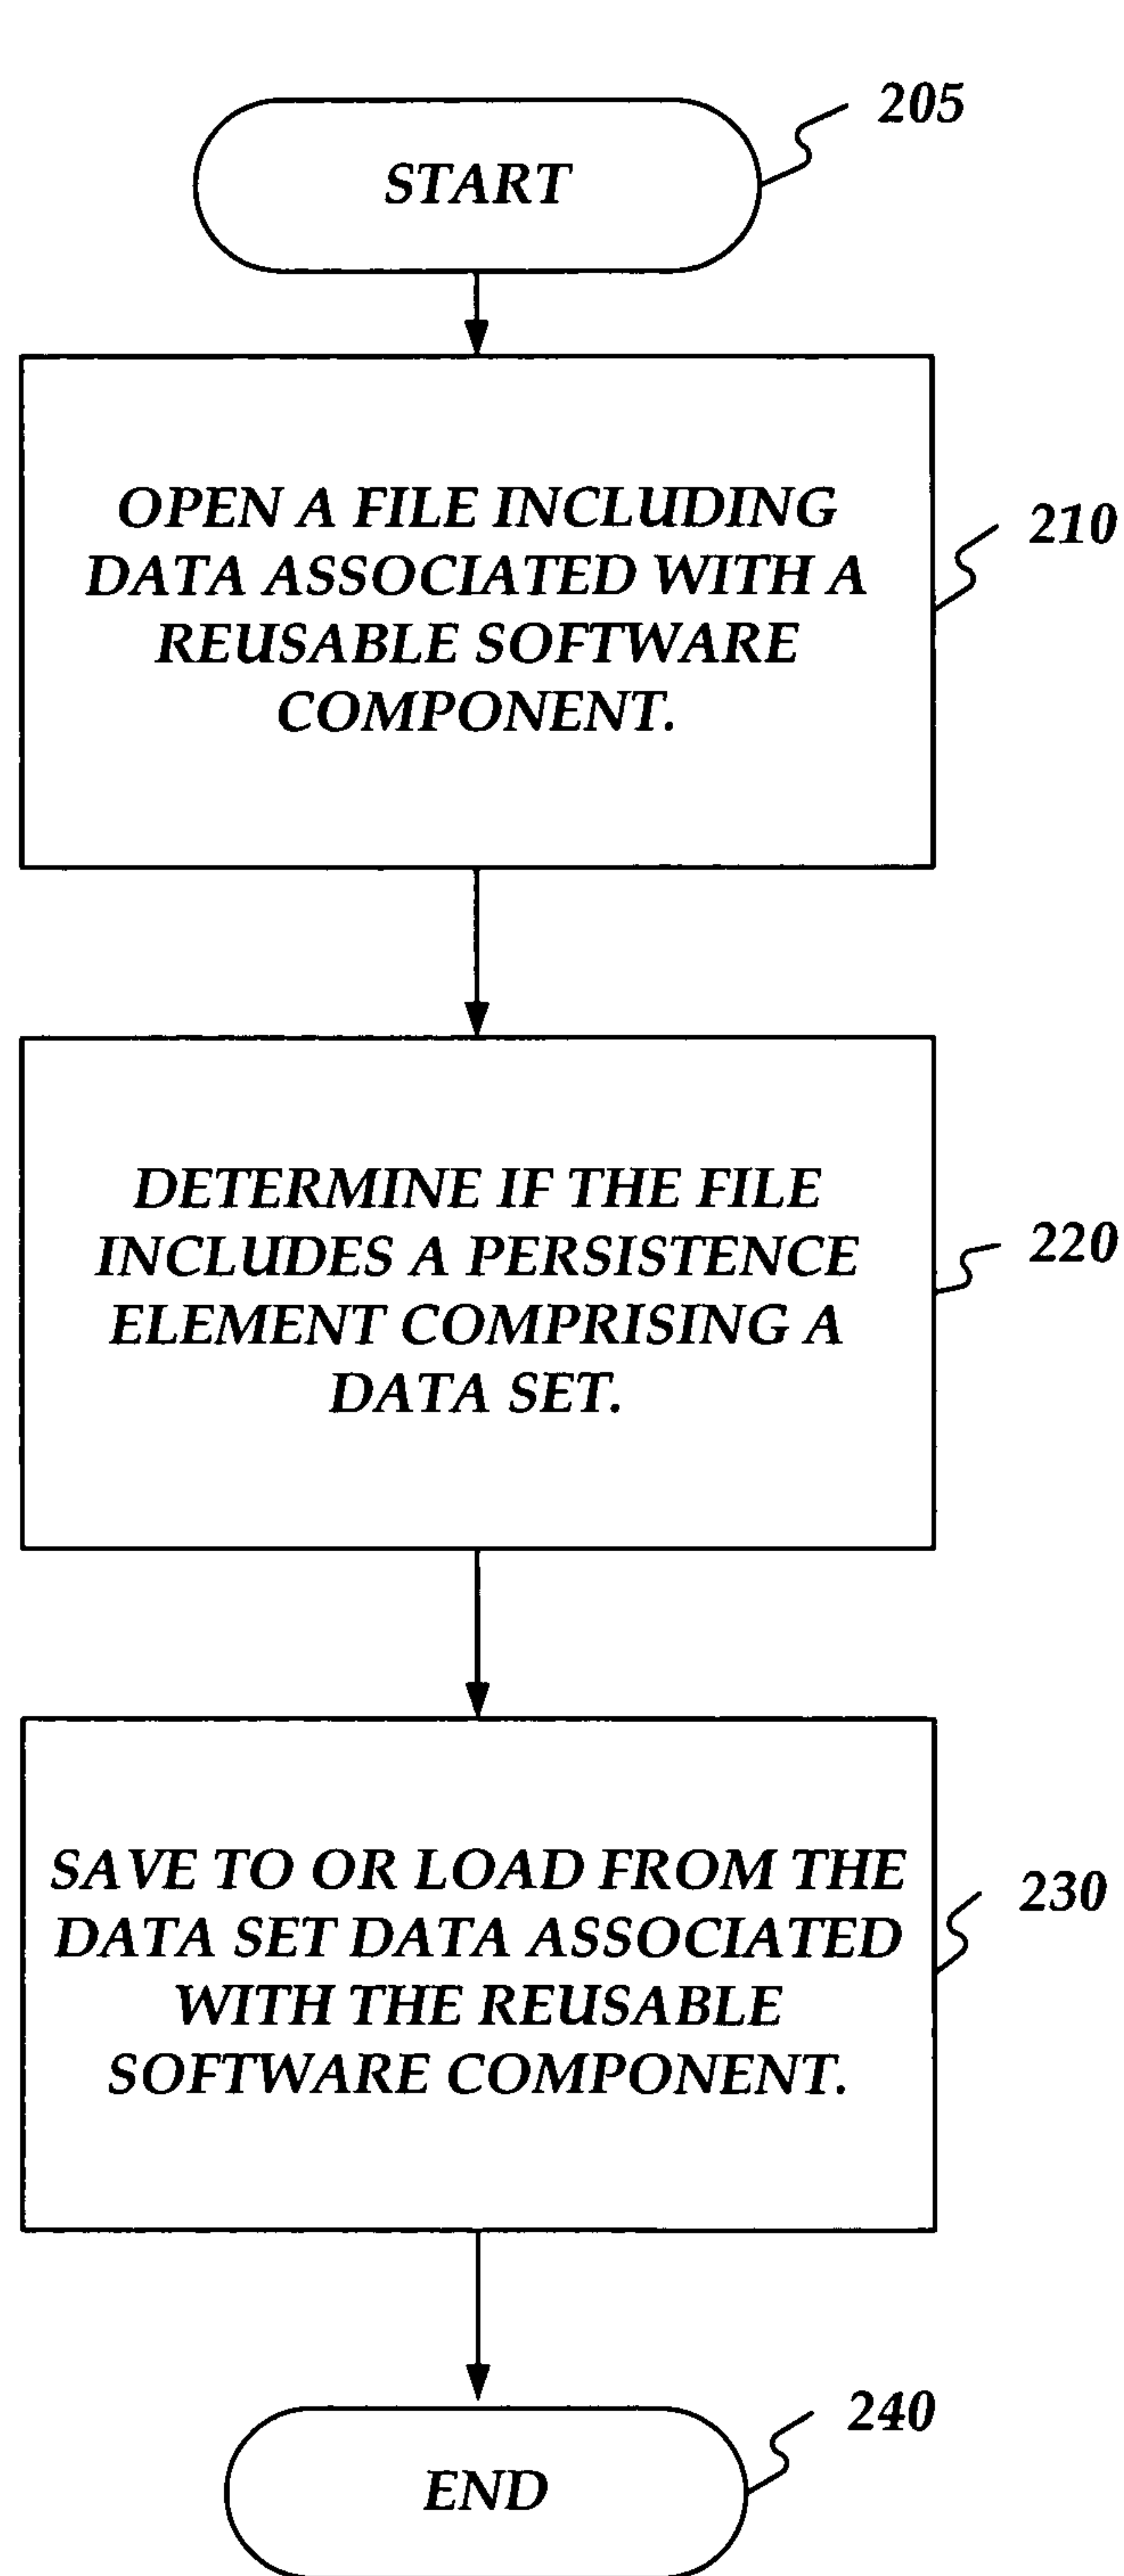 205
START
OPEN A FILE INCLUDING
DATA ASSOCIATED WITH A
REUSABLE SOFTWARE
COMPONENT.
210
DETERMINE IF THE FILE
INCLUDES A PERSISTENCE
ELEMENT COMPRISING A
DATA SET.
220
SAVE TO OR LOAD FROM THE
DATA SET DATA ASSOCIATED
WITH THE REUSABLE
SOFTWARE COMPONENT.
230
240
END